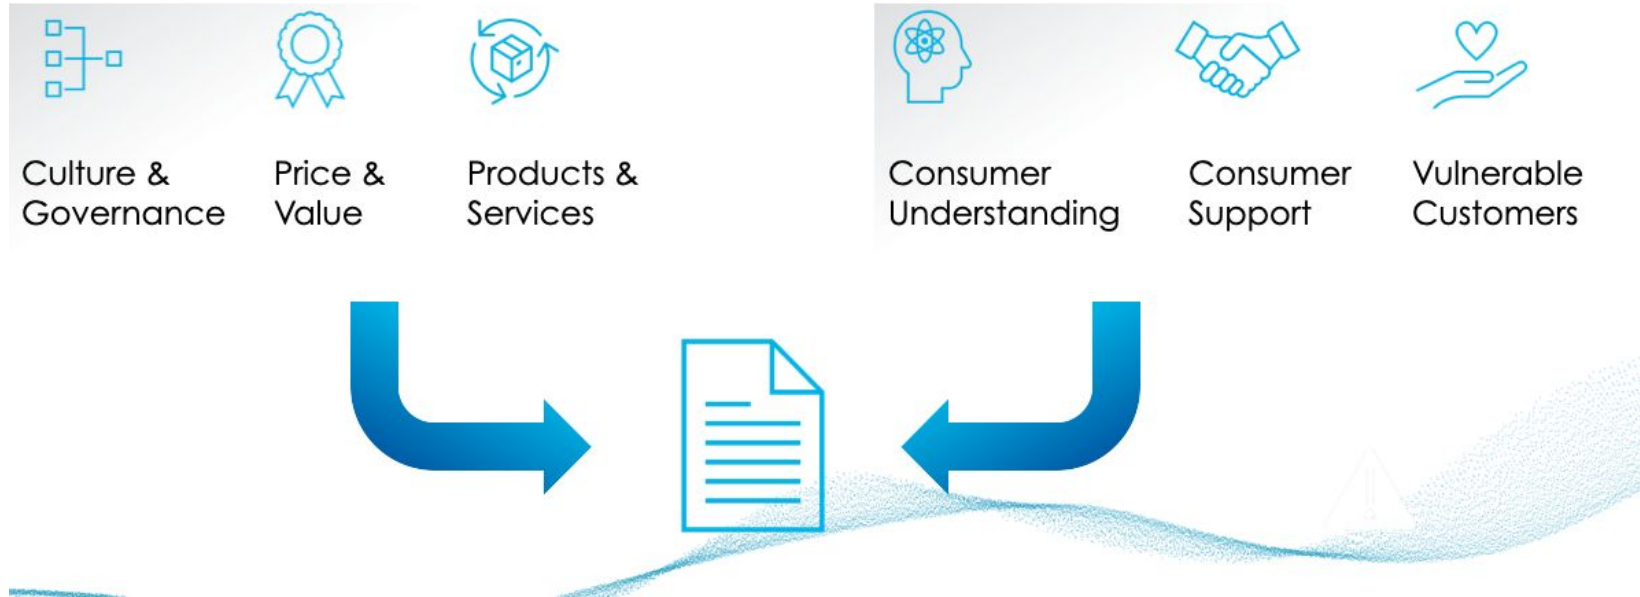 Culture &
Governance
Price &
Value
Products &
Services
Consumer
Understanding
Consumer
Support
Vulnerable
Customers